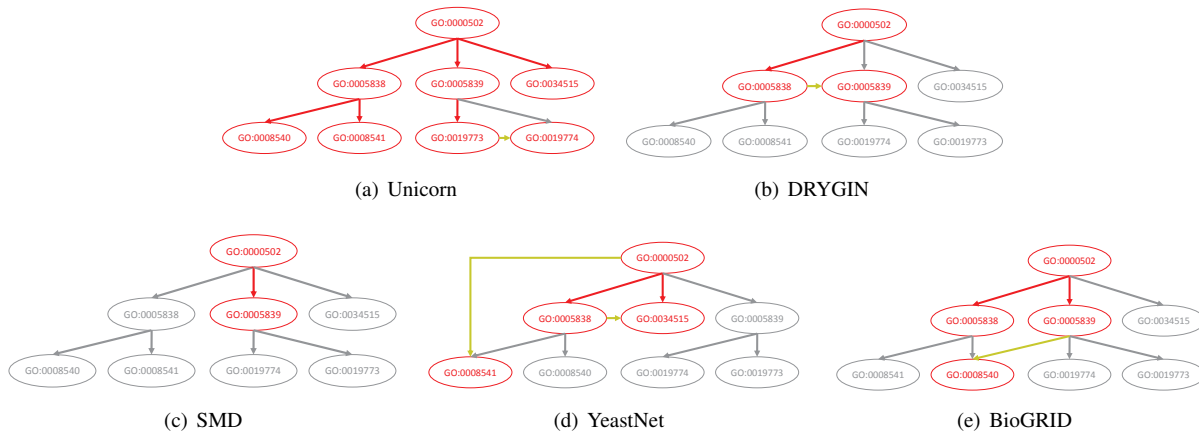 GO:0000502
GO:0005838 GO:0005839 GO:0034515
GO:0008540 GO:0008541 GO:0019773 GO:0019774
(a) Unicorn
GO:0000502
GO:0005838 GO:0005839 GO:0034515
GO:0008540 GO:0008541 GO:0019774 GO:0019773
(b) DRYGIN
GO:0000502
GO:0005838 GO:0005839 GO:0034515
GO:0008540 GO:0008541 GO:0019774 GO:0019773
(c) SMD
GO:0000502
GO:0005838 GO:0034515 GO:0005839
GO:0008541 GO:0008540 GO:0019774 GO:0019773
(d) YeastNet
GO:0000502
GO:0005838 GO:0005839 GO:0034515
GO:0008541 GO:0008540 GO:0019774 GO:0019773
(e) BioGRID